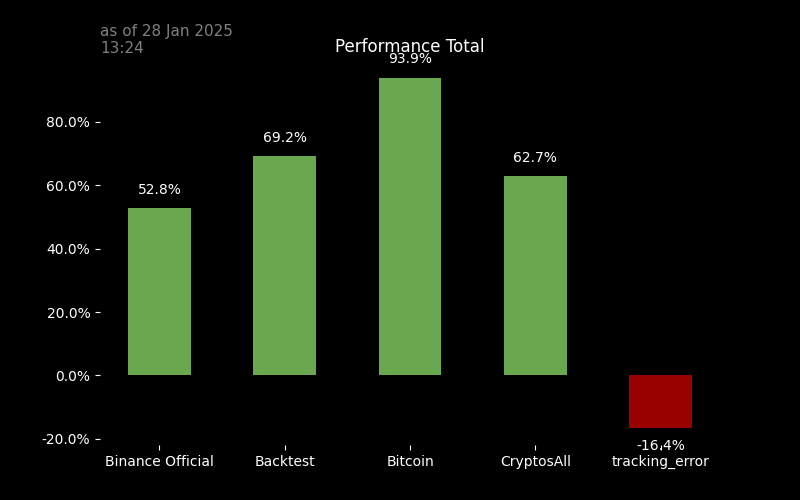 as of 28 Jan 2025
13:24
Performance Total
93.9%
80.0%
69.2%
62.7%
60.0%
52.8%
40.0%
20.0%
0.0%
-20.0%
-16.4%
Binance Official
Backtest
Bitcoin
CryptosAll
tracking_error